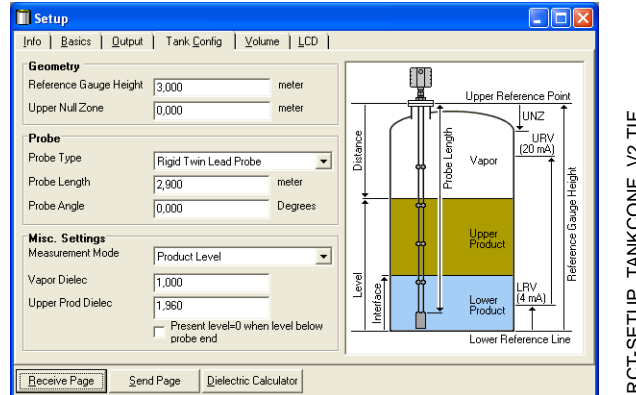 Setup
Info Basics Output Tank Config Volume LCD
Geometry
Reference Gauge Height 3,000 meter
Upper Null Zone 0,000 meter
Probe
Probe Type Rigid Twin Lead Probe
Probe Length 2,900 meter
Probe Angle 0,000 Degrees
Misc. Settings
Measurement Mode Product Level
Vapor Dielec 1,000
Upper Prod Dielec 1,960
Present level=0 when level below
probe end
Upper Reference Point
UNZ
URV
(20 mA)
Distance
Probe Length
Vapor
Reference Gauge Height
Upper
Product
Level
Interface
Lower
Product
LRV
(4 mA)
Lower Reference Line
Receive Page Send Page Dielectric Calculator
RCT-SETUP_TANKCONF_V2.TIF